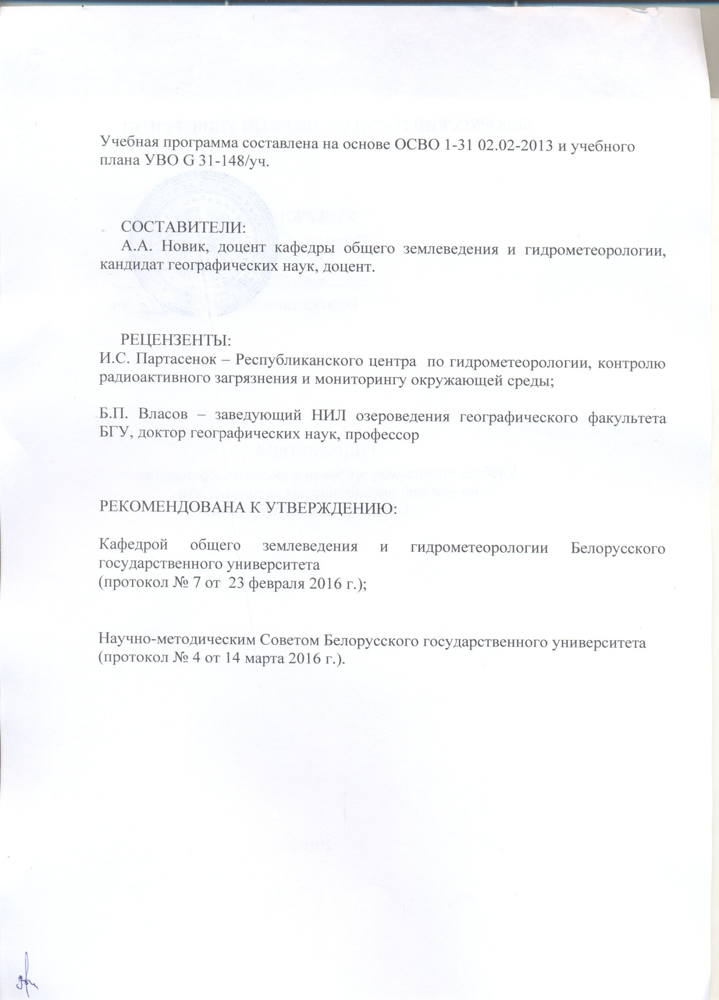 Учебная программа составлена на основе ОСВО 1-31 02.02-2013 и учебного
плана УВО G 31-148/уч.
СОСТАВИТЕЛИ:
А.А. Новик, доцент кафедры общего землеведения и гидрометеорологии,
кандидат географических наук, доцент.
РЕЦЕНЗЕНТЫ:
И.С. Партасенок – Республиканского центра по гидрометеорологии, контролю
радиоактивного загрязнения и мониторингу окружающей среды;
Б.П. Власов – заведующий НИЛ озероведения географического факультета
БГУ, доктор географических наук, профессор
РЕКОМЕНДОВАНА К УТВЕРЖДЕНИЮ:
Кафедрой общего землеведения и гидрометеорологии Белорусского
государственного университета
(протокол № 7 от 23 февраля 2016 г.);
Научно-методическим Советом Белорусского государственного университета
(протокол № 4 от 14 марта 2016 г.).